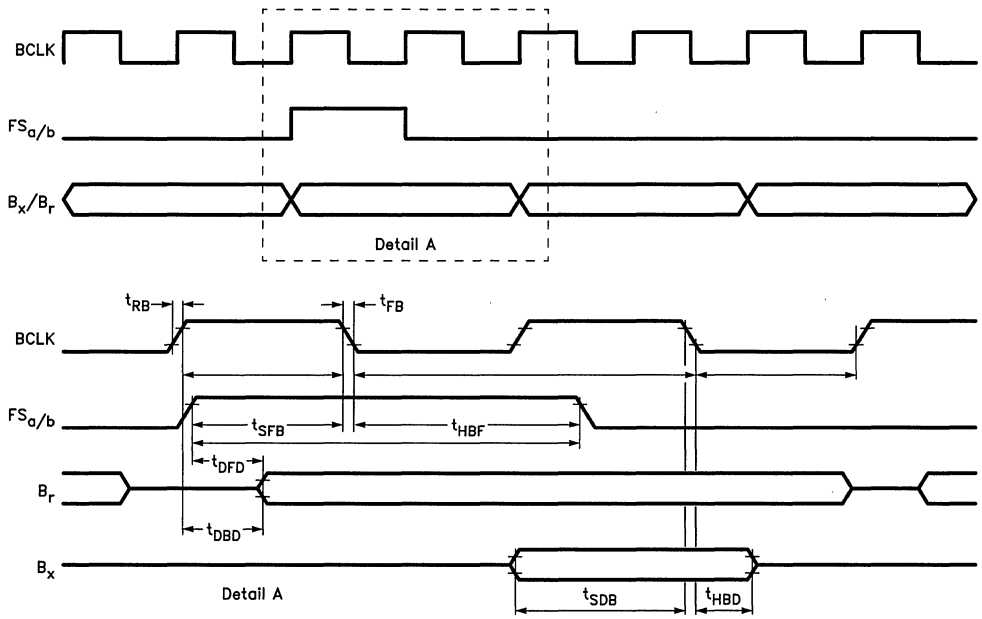 BCLK
FSa/b
Bx/Br
Detail A
tRB
tFB
BCLK
FSa/b
tSFB
tHBF
tDFD
Br
tDBD
Bx
tSDB
tHBD
Detail A